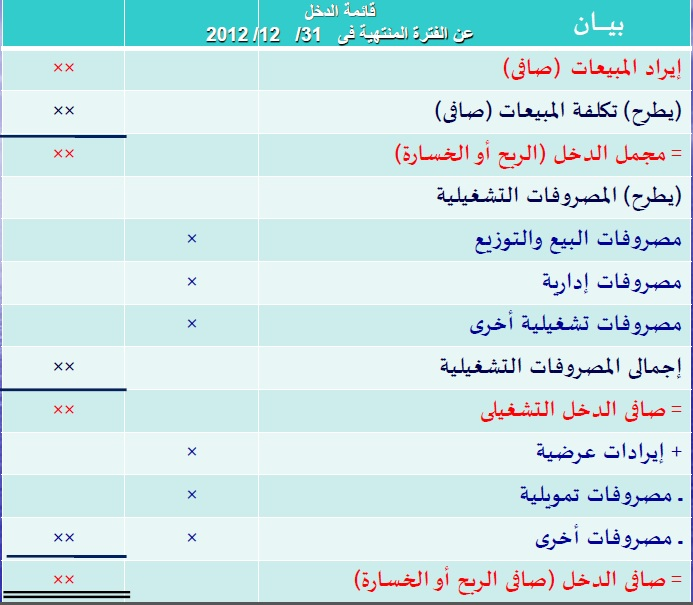 بيـان
قائمة الدخل
عن الفترة المنتهية فى 31/ 12/ 2012
إيراد المبيعات (صافى) ××
(يطرح) تكلفة المبيعات (صافى) ××
= مجمل الدخل (الربح أو الخسارة) ××
(يطرح) المصروفات التشغيلية
مصروفات البيع والتوزيع ×
مصروفات إدارية ×
مصروفات تشغيلية أخرى ×
إجمالى المصروفات التشغيلية ××
= صافى الدخل التشغيلى ××
+ إيرادات عرضية ×
ـ مصروفات تمويلية ×
ـ مصروفات أخرى × ××
= صافى الدخل (صافى الربح أو الخسارة) ××